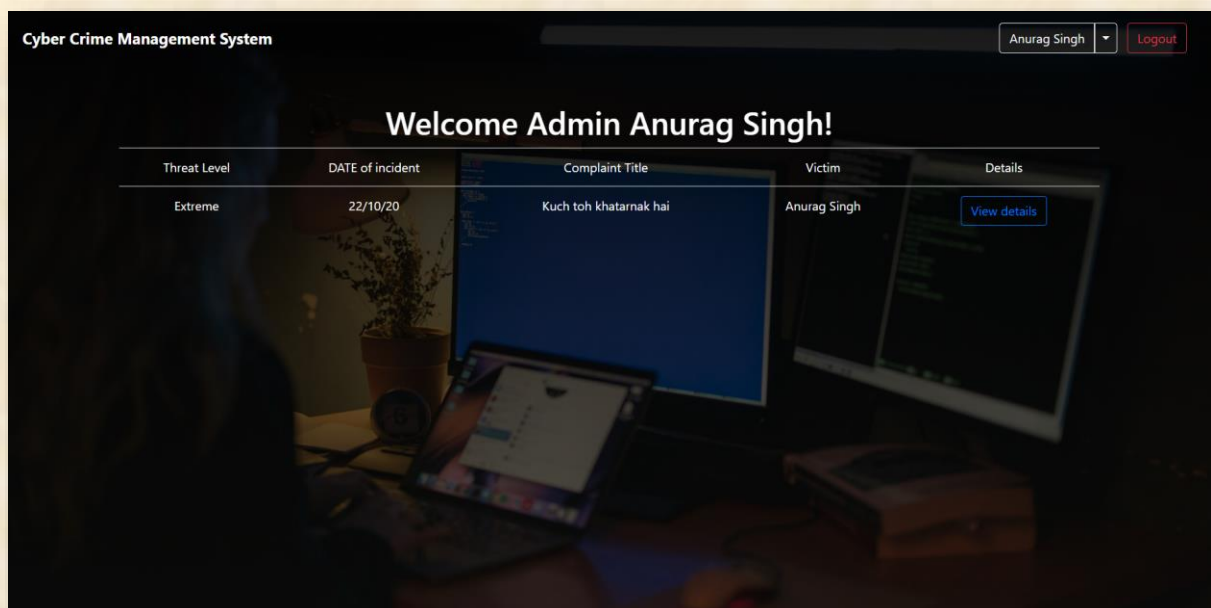 Cyber Crime Management System
Anurag Singh
Logout
Welcome Admin Anurag Singh!
Threat Level DATE of incident Complaint Title Victim Details
Extreme 22/10/20 Kuch toh khatarnak hai Anurag Singh View details